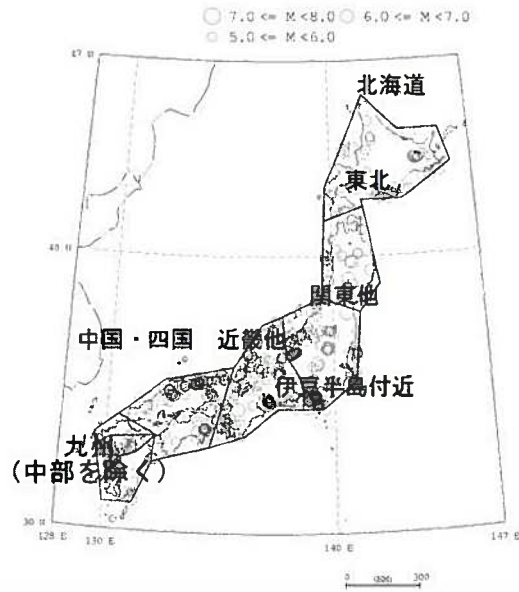 7.0 <= M <8.0 6.0 <= M <7.0
5.0 <= M <6.0
北海道
東北
40 N
関東他
中国・四国 近畿他
伊豆半島付近
九州
(中部を除く)
30 N
128 E 130 E 140 E 147 E
0 300